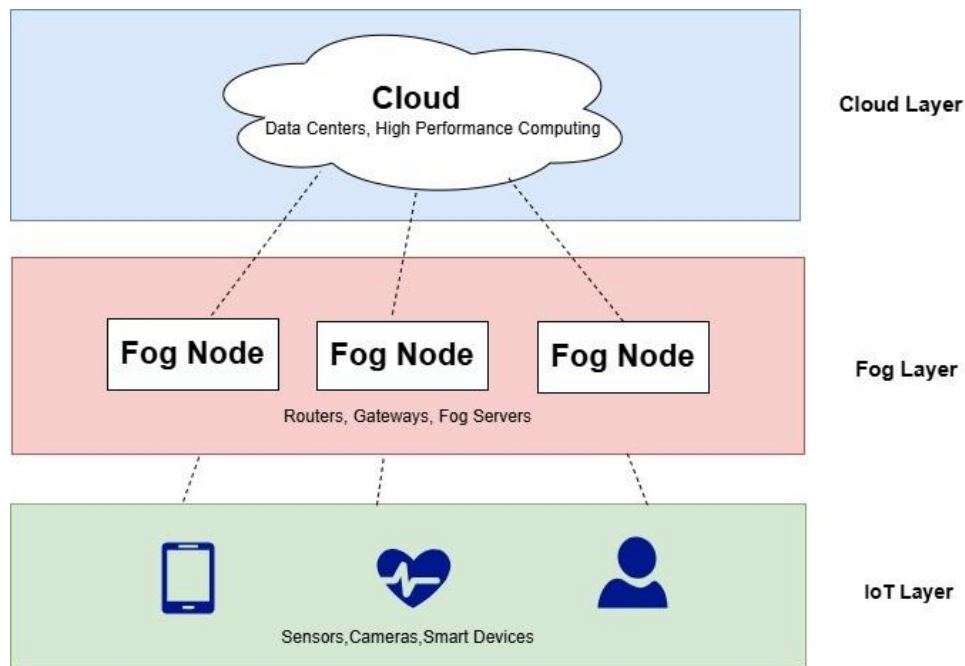 Cloud
Data Centers, High Performance Computing
Cloud Layer
Fog Node
Fog Node
Fog Node
Routers, Gateways, Fog Servers
Fog Layer
Sensors,Cameras,Smart Devices
IoT Layer